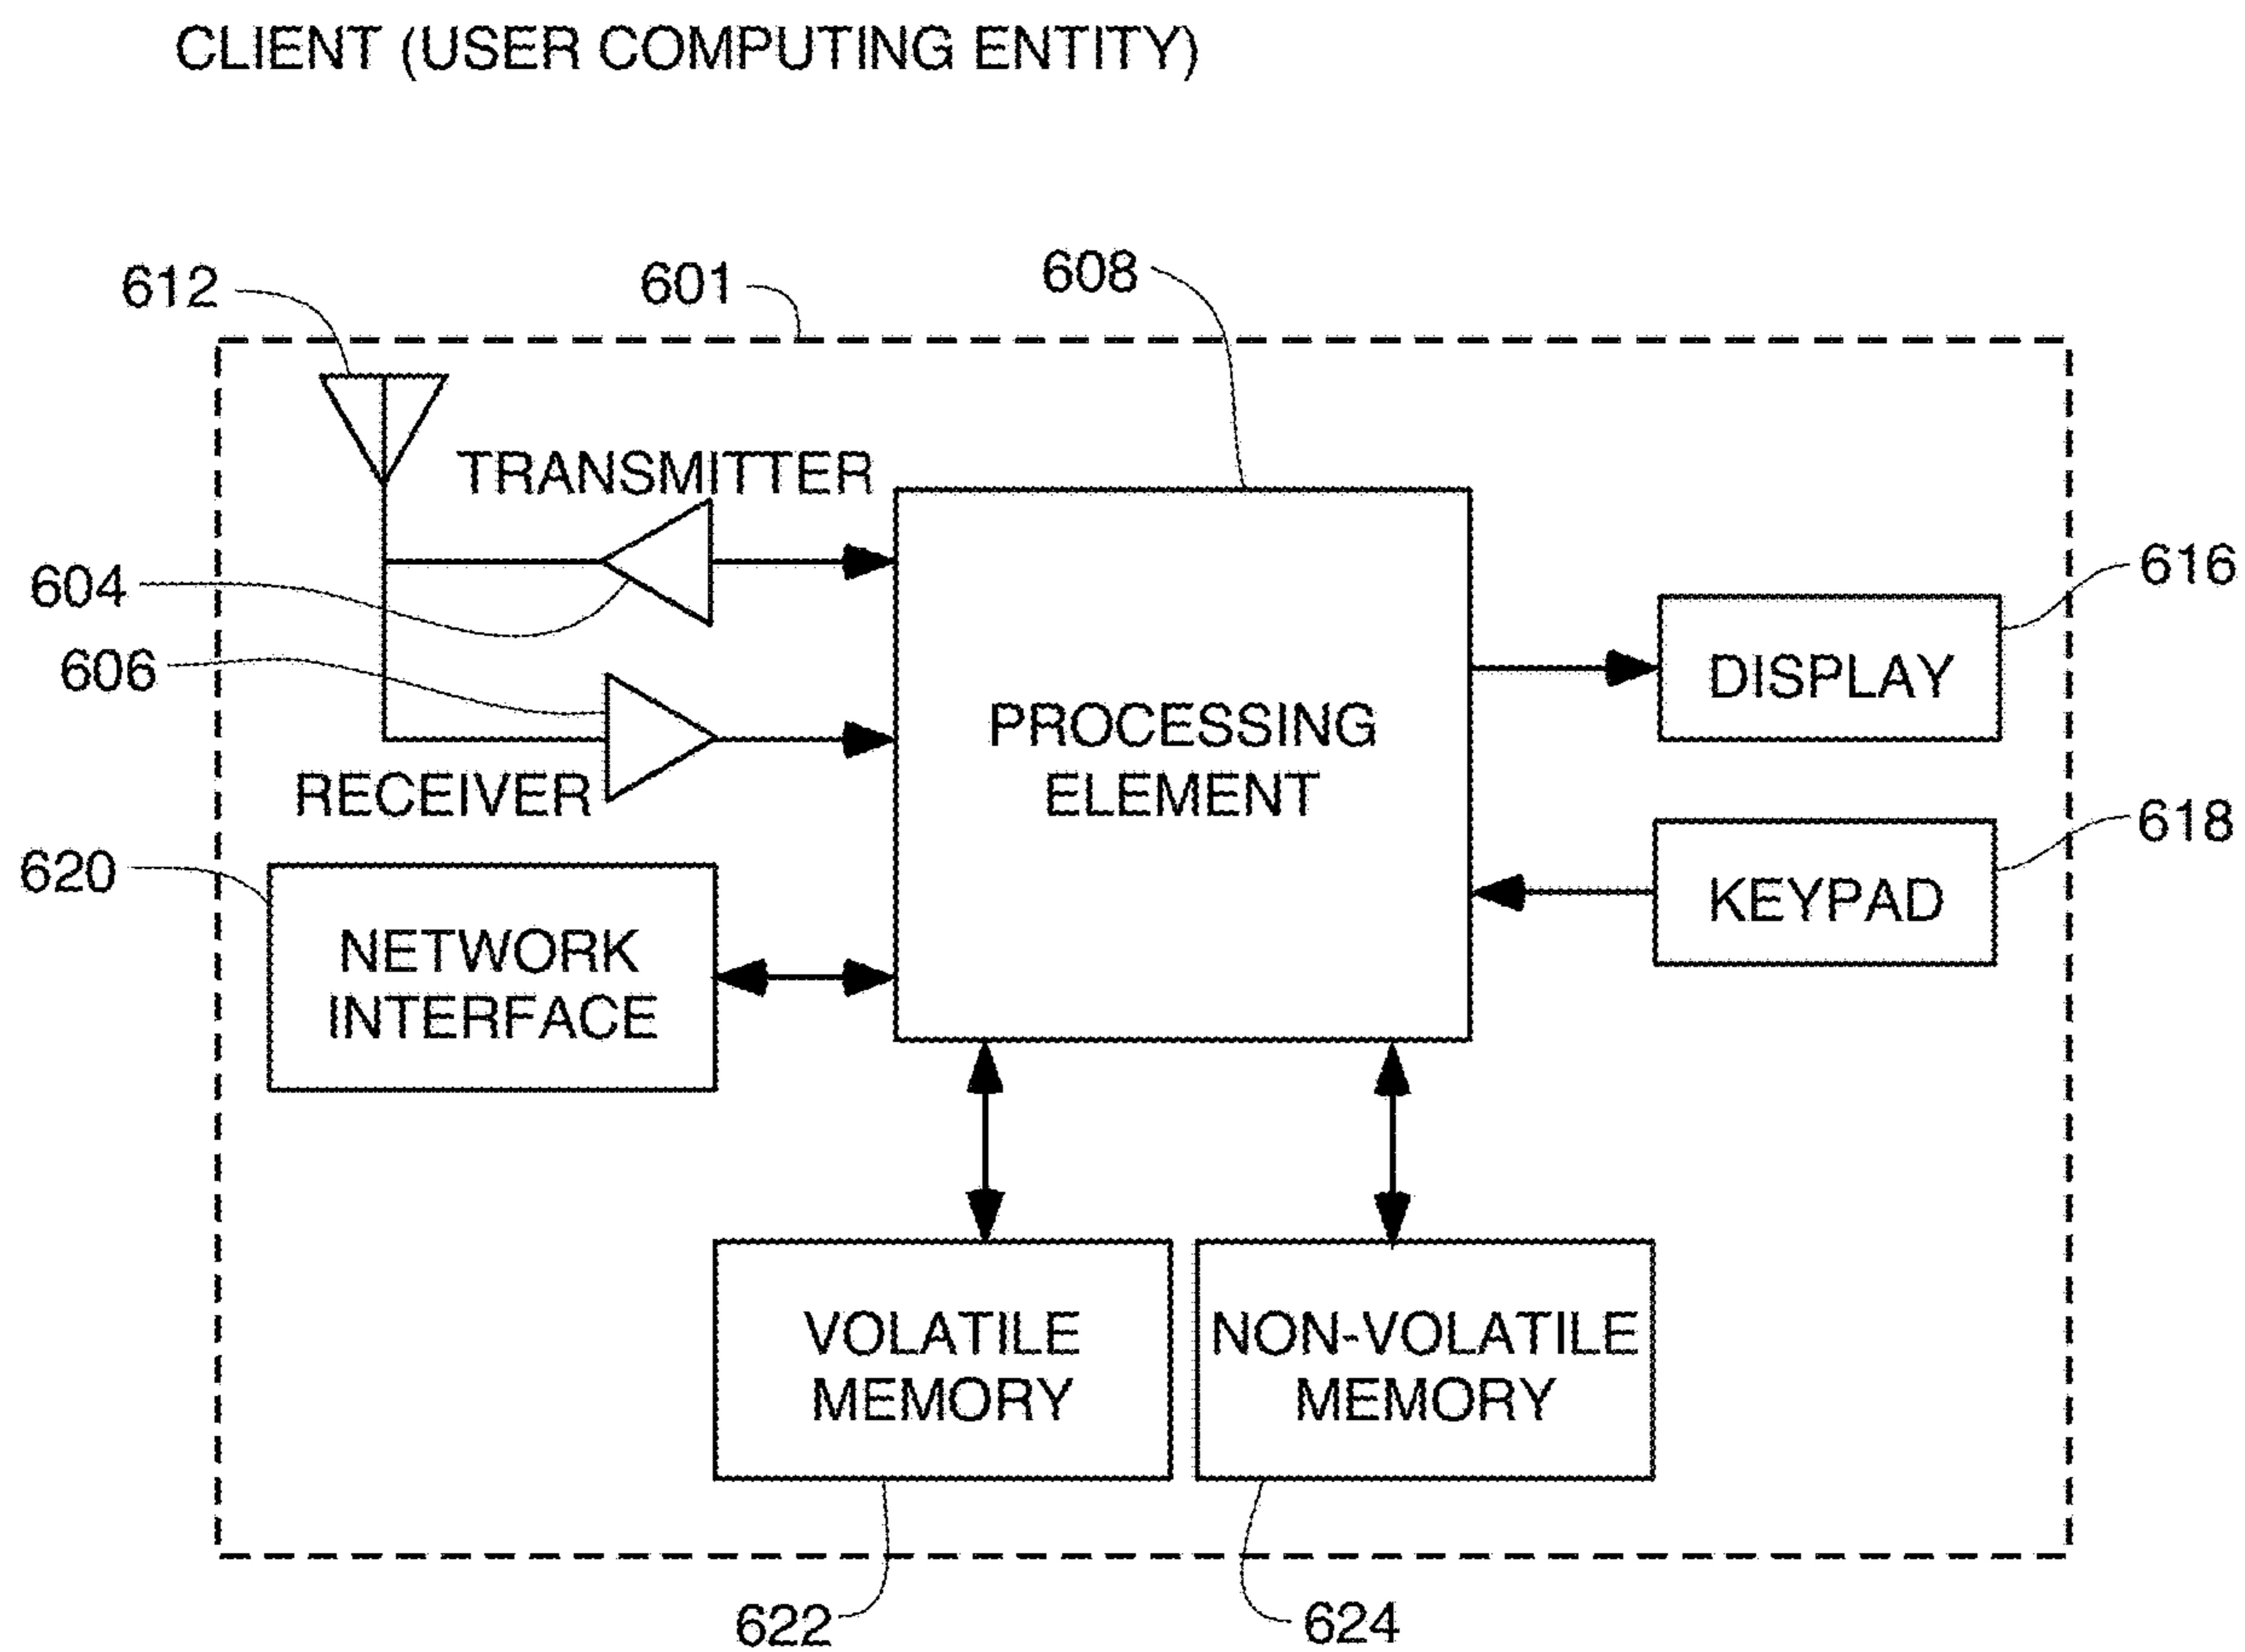 CLIENT (USER COMPUTING ENTITY)
612
601
608
TRANSMITTER
604
616
606
DISPLAY
PROCESSING
ELEMENT
RECEIVER
618
620
KEYPAD
NETWORK
INTERFACE
VOLATILE
MEMORY
NON-VOLATILE
MEMORY
622
624